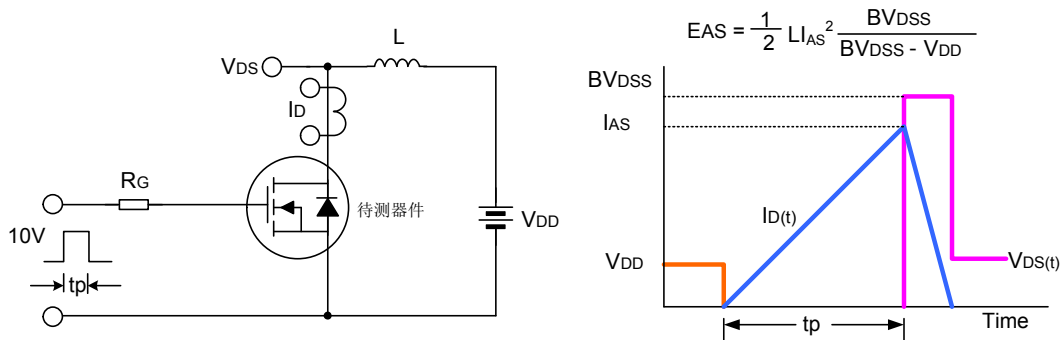 VDS
L
ID
RG
10V
tp
待测器件
VDD
EAS = 1/2 LIAS² BVDSS / (BVDSS - VDD)
BVDSS
IAS
ID(t)
VDD
VDS(t)
tp
Time